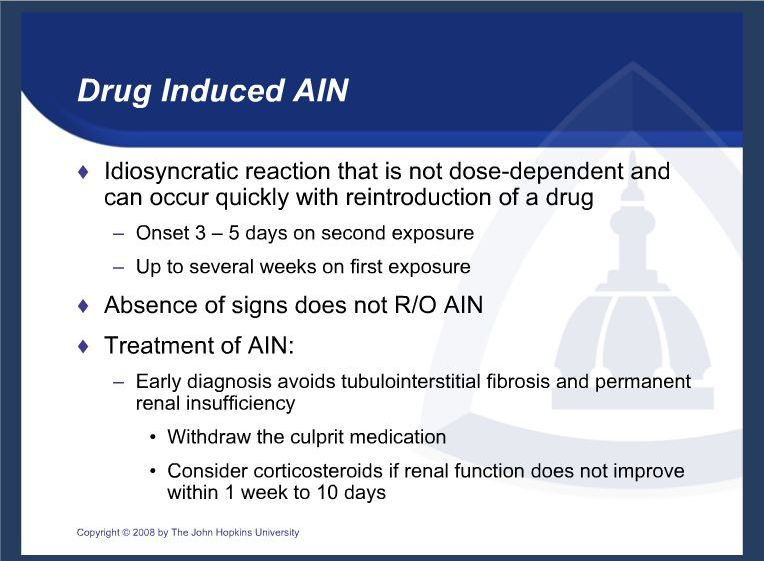 Drug Induced AIN
♦ Idiosyncratic reaction that is not dose-dependent and
can occur quickly with reintroduction of a drug
– Onset 3 – 5 days on second exposure
– Up to several weeks on first exposure
♦ Absence of signs does not R/O AIN
♦ Treatment of AIN:
– Early diagnosis avoids tubulointerstitial fibrosis and permanent
renal insufficiency
• Withdraw the culprit medication
• Consider corticosteroids if renal function does not improve
within 1 week to 10 days
Copyright © 2008 by The John Hopkins University